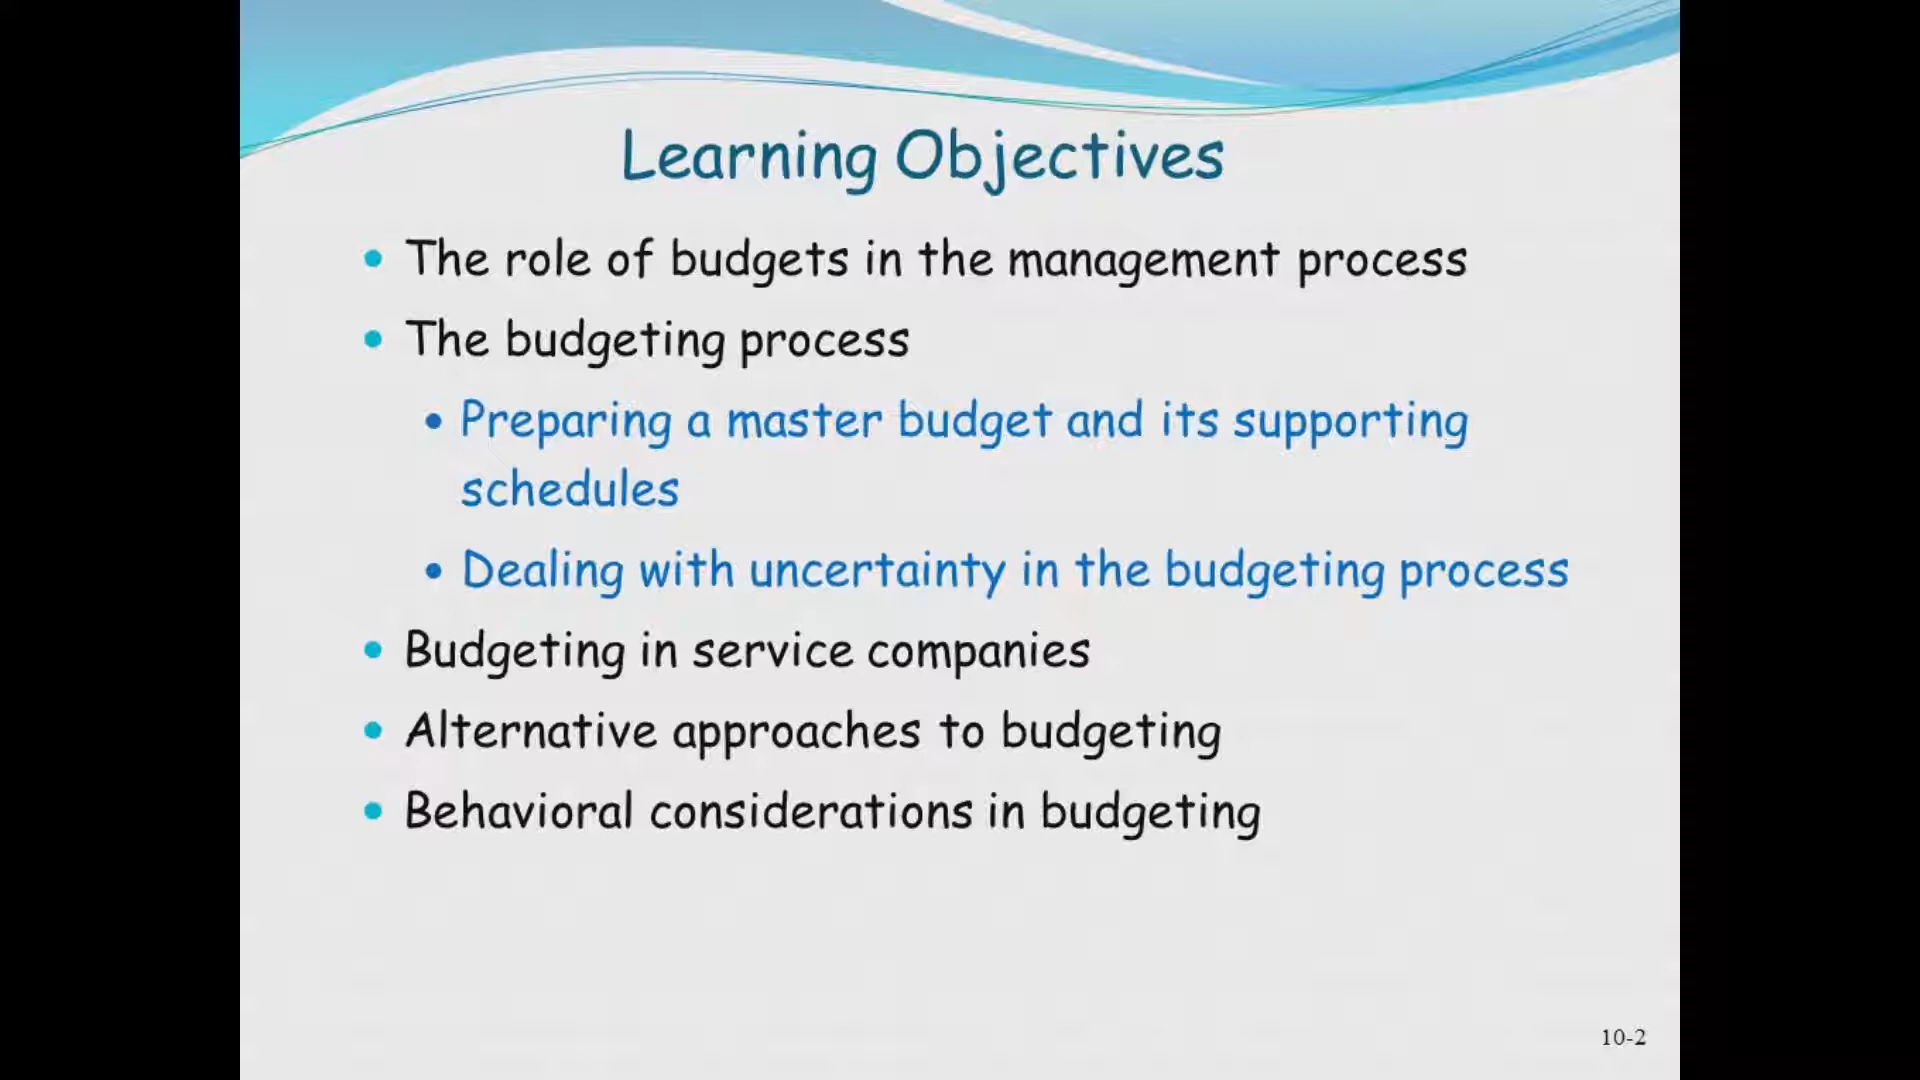 Learning Objectives
• The role of budgets in the management process
• The budgeting process
• Preparing a master budget and its supporting
schedules
• Dealing with uncertainty in the budgeting process
• Budgeting in service companies
• Alternative approaches to budgeting
• Behavioral considerations in budgeting
10-2